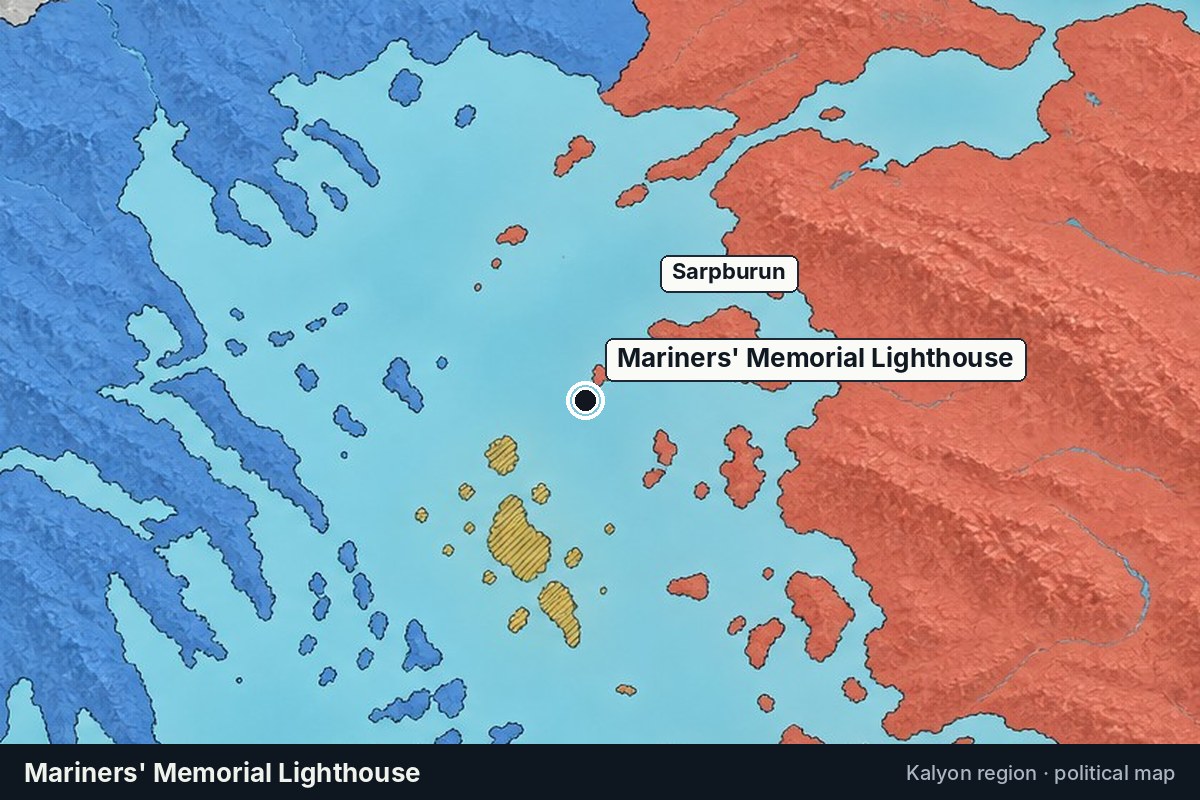 Sarpburun
Mariners' Memorial Lighthouse
Mariners' Memorial Lighthouse
Kalyon region · political map